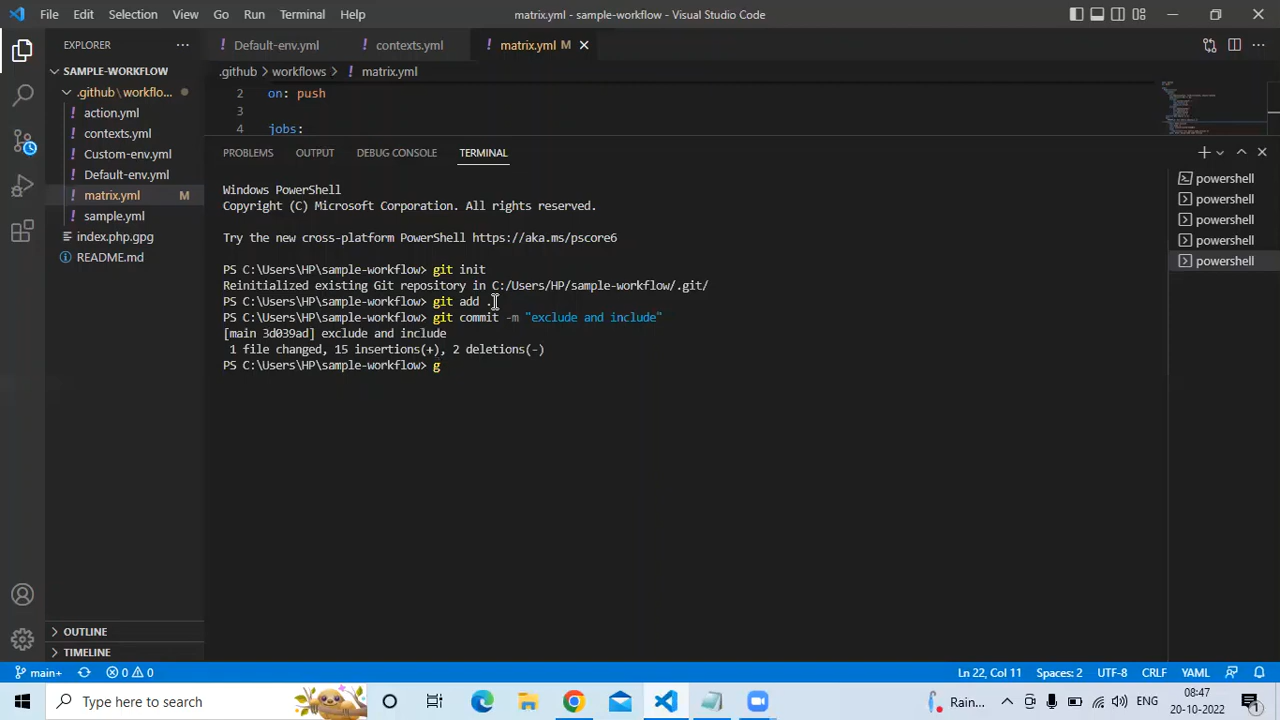 File Edit Selection View Go Run Terminal Help
matrix.yml - sample-workflow - Visual Studio Code
EXPLORER
Default-env.yml
contexts.yml
matrix.yml M
SAMPLE-WORKFLOW
.github\workflo...
action.yml
contexts.yml
Custom-env.yml
Default-env.yml
matrix.yml M
sample.yml
index.php.gpg
README.md
OUTLINE
TIMELINE
.github > workflows > matrix.yml
2 on: push
3
4 jobs:
PROBLEMS OUTPUT DEBUG CONSOLE TERMINAL
Windows PowerShell
Copyright (C) Microsoft Corporation. All rights reserved.
Try the new cross-platform PowerShell https://aka.ms/pscore6
PS C:\Users\HP\sample-workflow> git init
Reinitialized existing Git repository in C:/Users/HP/sample-workflow/.git/
PS C:\Users\HP\sample-workflow> git add .
PS C:\Users\HP\sample-workflow> git commit -m "exclude and include"
[main 3d039ad] exclude and include
1 file changed, 15 insertions(+), 2 deletions(-)
PS C:\Users\HP\sample-workflow> g
powershell
powershell
powershell
powershell
powershell
main+ 0 0
Ln 22, Col 11 Spaces: 2 UTF-8 CRLF YAML
Type here to search
Rain... ENG
08:47
20-10-2022
1